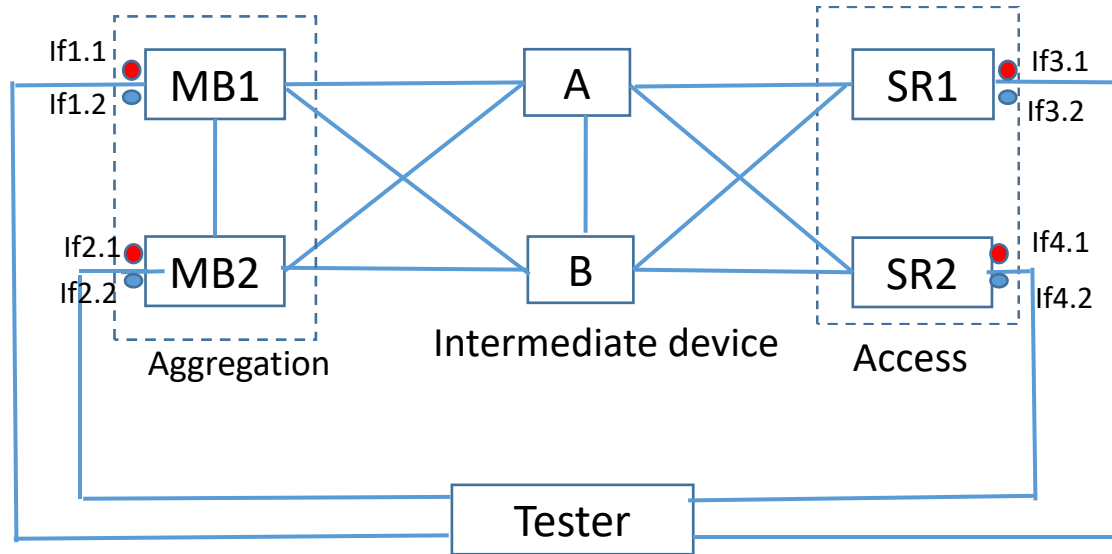 If1.1
MB1
A
SR1
If3.1
If1.2
If3.2
If2.1
MB2
B
SR2
If4.1
If2.2
If4.2
Aggregation
Intermediate device
Access
Tester